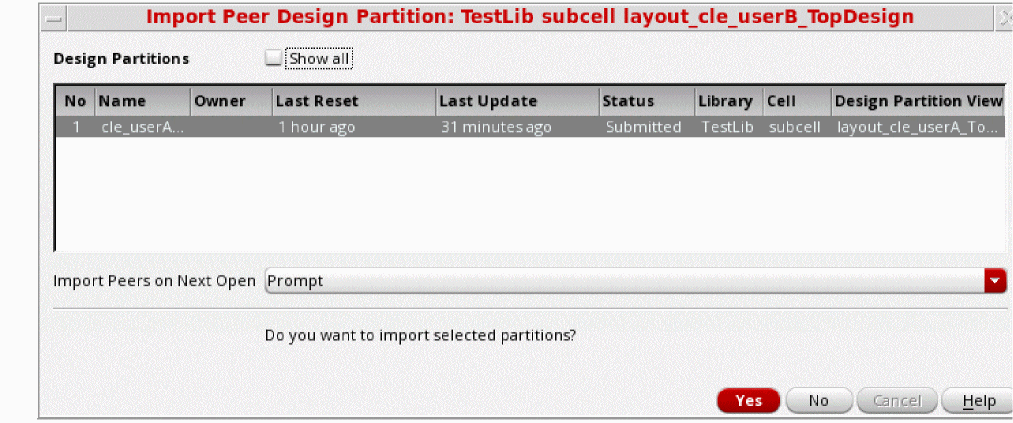 Import Peer Design Partition: TestLib subcell layout_cle_userB_TopDesign
Design Partitions Show all
No Name Owner Last Reset Last Update Status Library Cell Design Partition View
1 cle_userA... 1 hour ago 31 minutes ago Submitted TestLib subcell layout_cle_userA_To...
Import Peers on Next Open Prompt
Do you want to import selected partitions?
Yes No Cancel Help